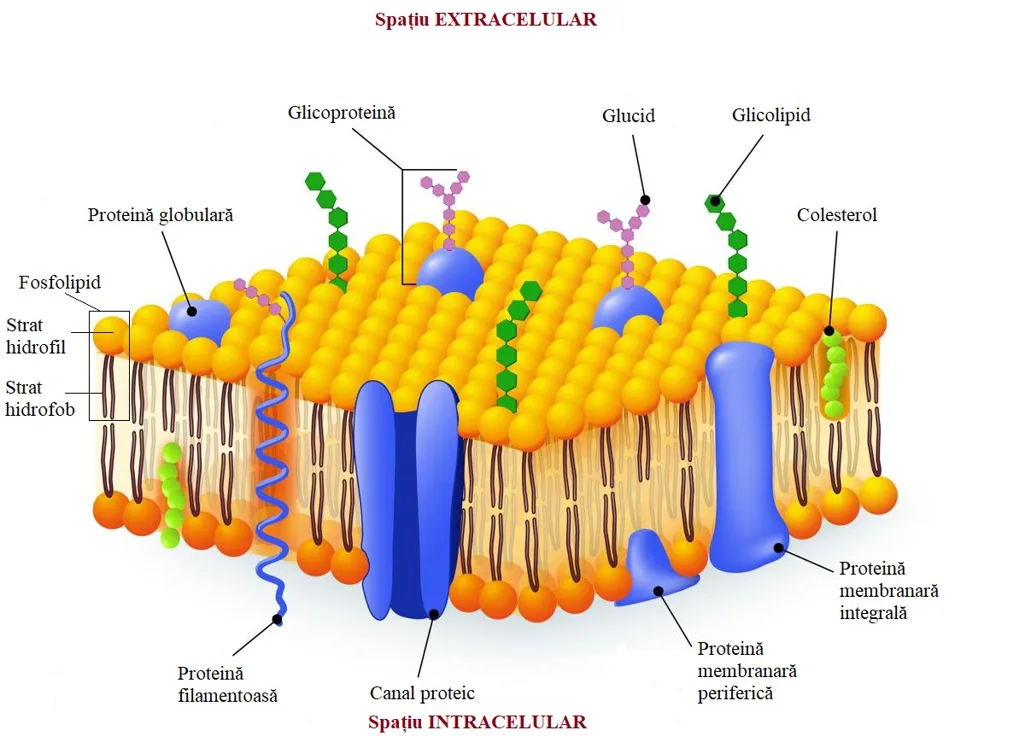 Spațiu EXTRACELULAR
Glicoproteină
Glucid
Glicolipid
Proteină globulară
Colesterol
Fosfolipid
Strat
hidrofil
Strat
hidrofob
Proteină
membranară
integrală
Proteină
membranară
periferică
Proteină
filamentoasă
Canal proteic
Spațiu INTRACELULAR